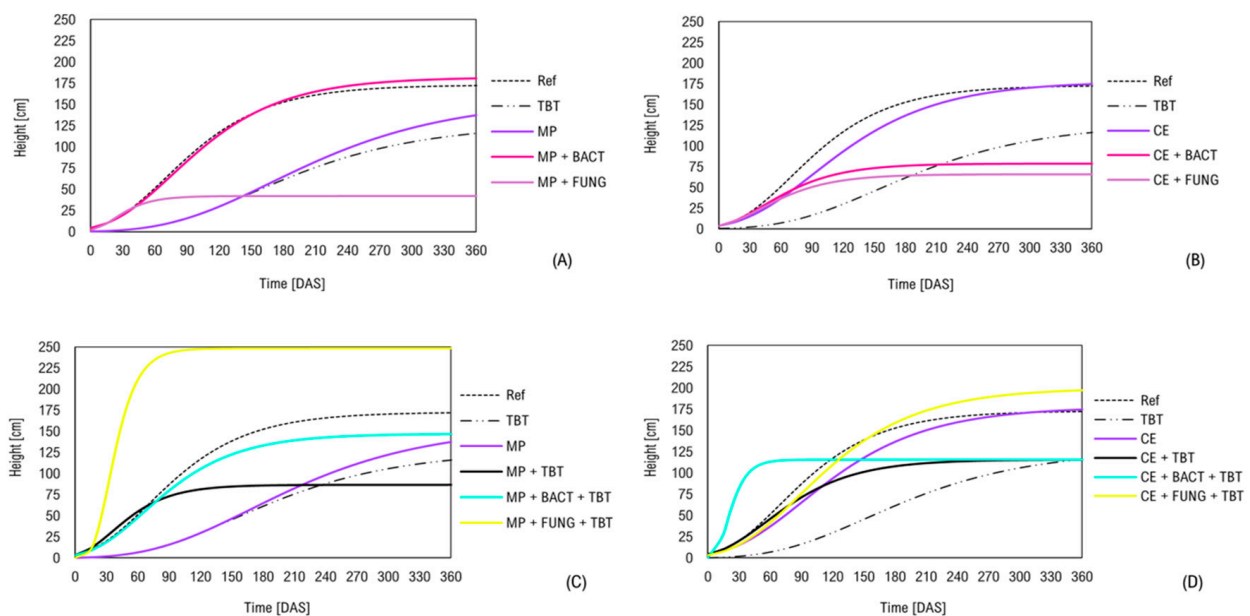 250
225
200
175
150
125
100
75
50
25
0
Height [cm]
0 30 60 90 120 150 180 210 240 270 300 330 360
Time [DAS]
Ref
TBT
MP
MP + BACT
MP + FUNG
(A)
250
225
200
175
150
125
100
75
50
25
0
Height [cm]
0 30 60 90 120 150 180 210 240 270 300 330 360
Time [DAS]
Ref
TBT
CE
CE + BACT
CE + FUNG
(B)
250
225
200
175
150
125
100
75
50
25
0
Height [cm]
0 30 60 90 120 150 180 210 240 270 300 330 360
Time [DAS]
Ref
TBT
MP
MP + TBT
MP + BACT + TBT
MP + FUNG + TBT
(C)
250
225
200
175
150
125
100
75
50
25
0
Height [cm]
0 30 60 90 120 150 180 210 240 270 300 330 360
Time [DAS]
Ref
TBT
CE
CE + TBT
CE + BACT + TBT
CE + FUNG + TBT
(D)